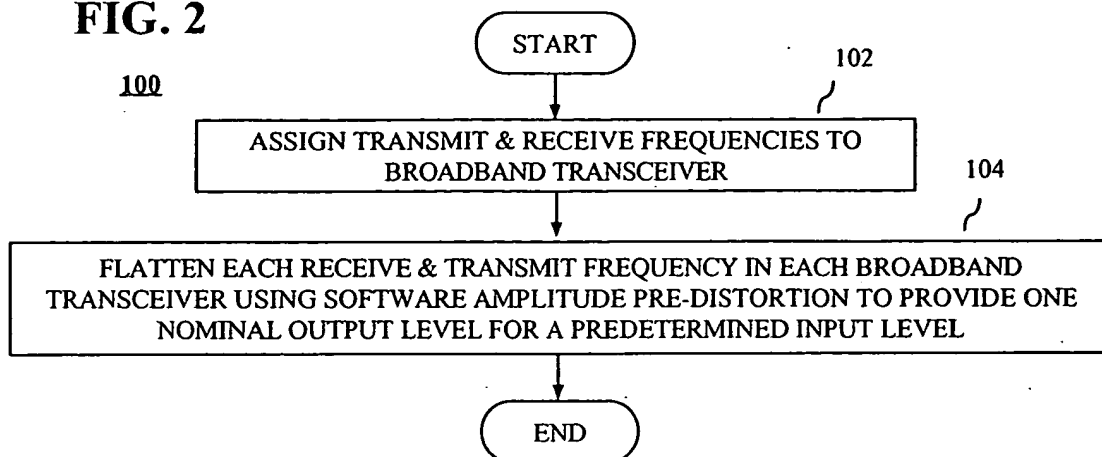 FIG. 2
START
100
102
ASSIGN TRANSMIT & RECEIVE FREQUENCIES TO
BROADBAND TRANSCEIVER
104
FLATTEN EACH RECEIVE & TRANSMIT FREQUENCY IN EACH BROADBAND
TRANSCEIVER USING SOFTWARE AMPLITUDE PRE-DISTORTION TO PROVIDE ONE
NOMINAL OUTPUT LEVEL FOR A PREDETERMINED INPUT LEVEL
END